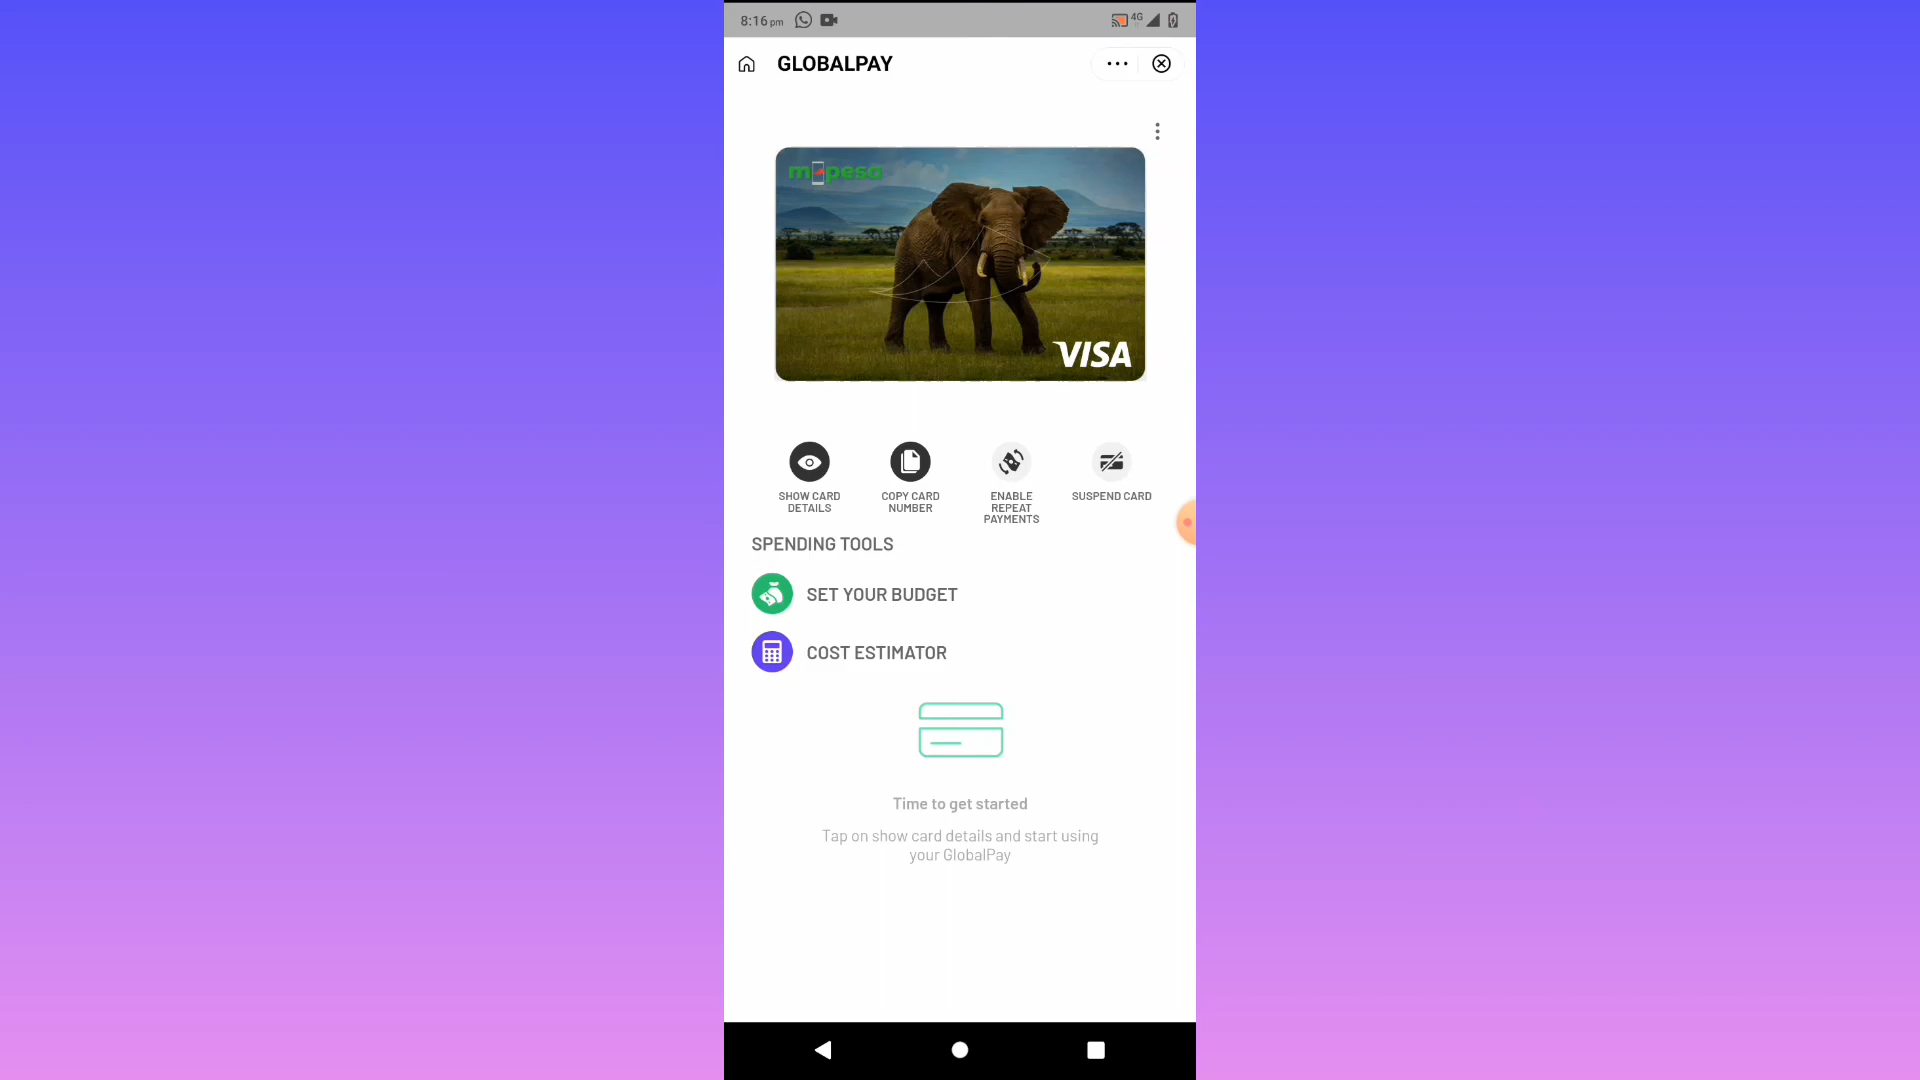 8:16 pm
4G
GLOBALPAY
m-pesa
VISA
SHOW CARD
DETAILS
COPY CARD
NUMBER
ENABLE
REPEAT
PAYMENTS
SUSPEND CARD
SPENDING TOOLS
SET YOUR BUDGET
COST ESTIMATOR
Time to get started
Tap on show card details and start using
your GlobalPay